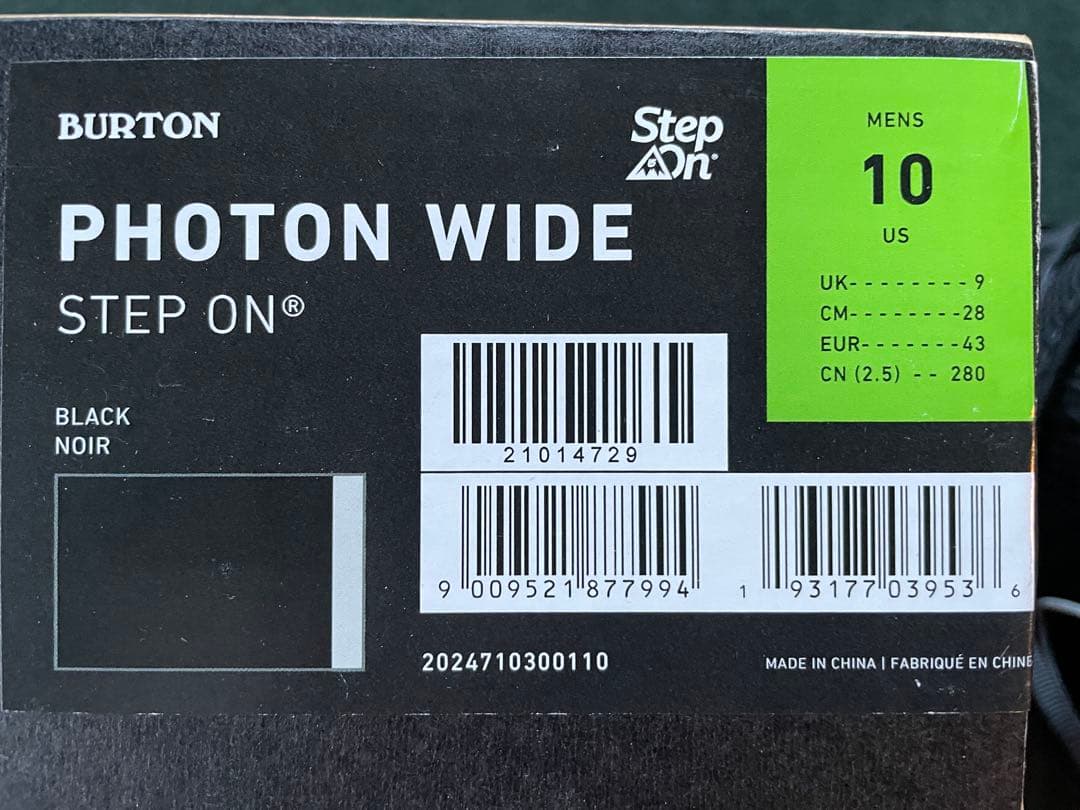 BURTON
Step
On
PHOTON WIDE
STEP ON®
MENS
10
US
UK- - - - - - - - 9
CM- - - - - - - -28
EUR- - - - - - -43
CN (2.5) - - 280
BLACK
NOIR
21014729
9 009521 877994
1 93177 03953 6
2024710300110
MADE IN CHINA | FABRIQUÉ EN CHINE